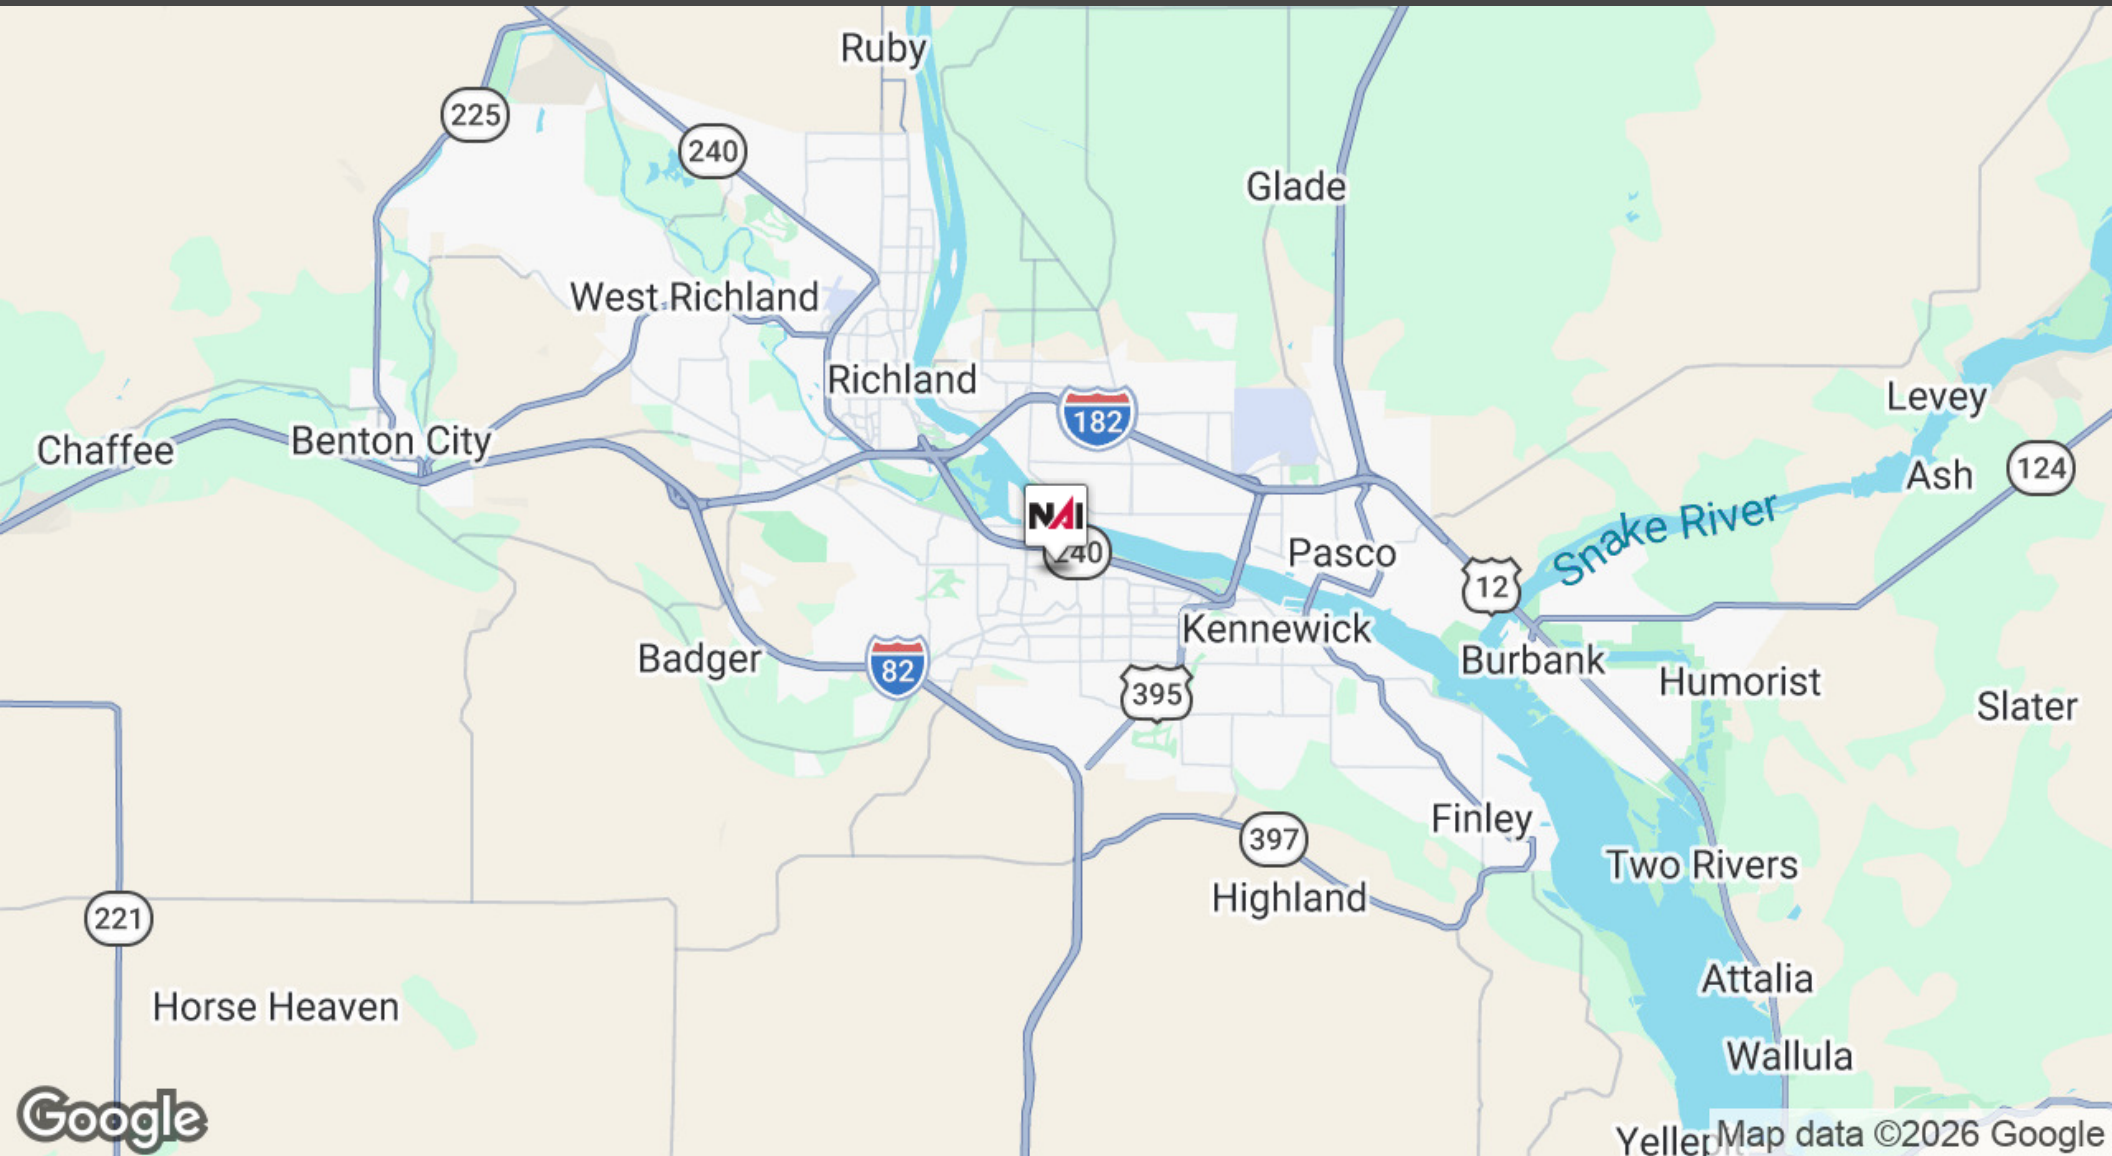 Ruby
225
240
Glade
West Richland
Richland
182
Levey
Chaffee
Benton City
Ash
124
NAI
Snake River
240
Pasco
12
Kennewick
Badger
82
Burbank
Humorist
395
Slater
Finley
397
Two Rivers
Highland
221
Attalia
Horse Heaven
Wallula
Google
Map data ©2026 Google